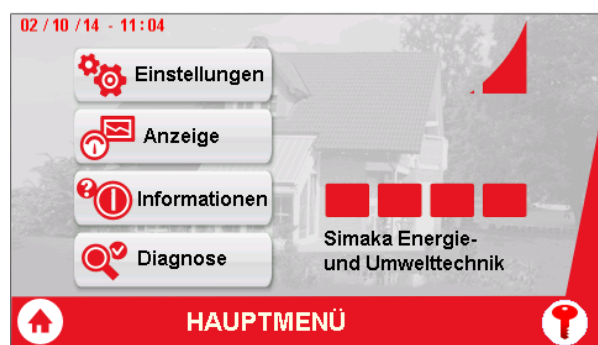 02 / 10 / 14 - 11:04
Einstellungen
Anzeige
Informationen
Diagnose
Simaka Energie-
und Umwelttechnik
HAUPTMENÜ